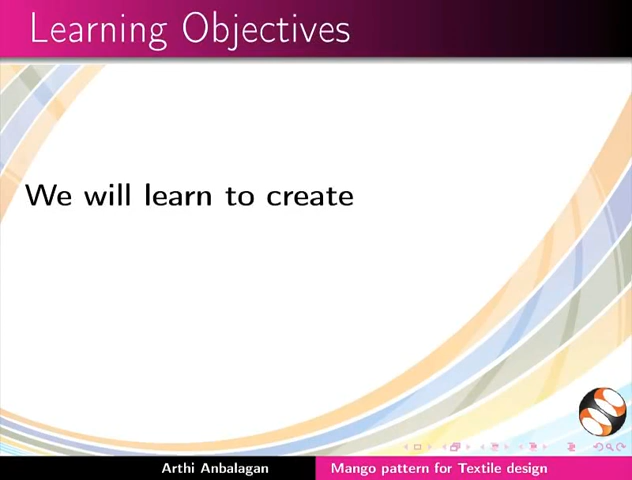 Learning Objectives
We will learn to create
Arthi Anbalagan
Mango pattern for Textile design